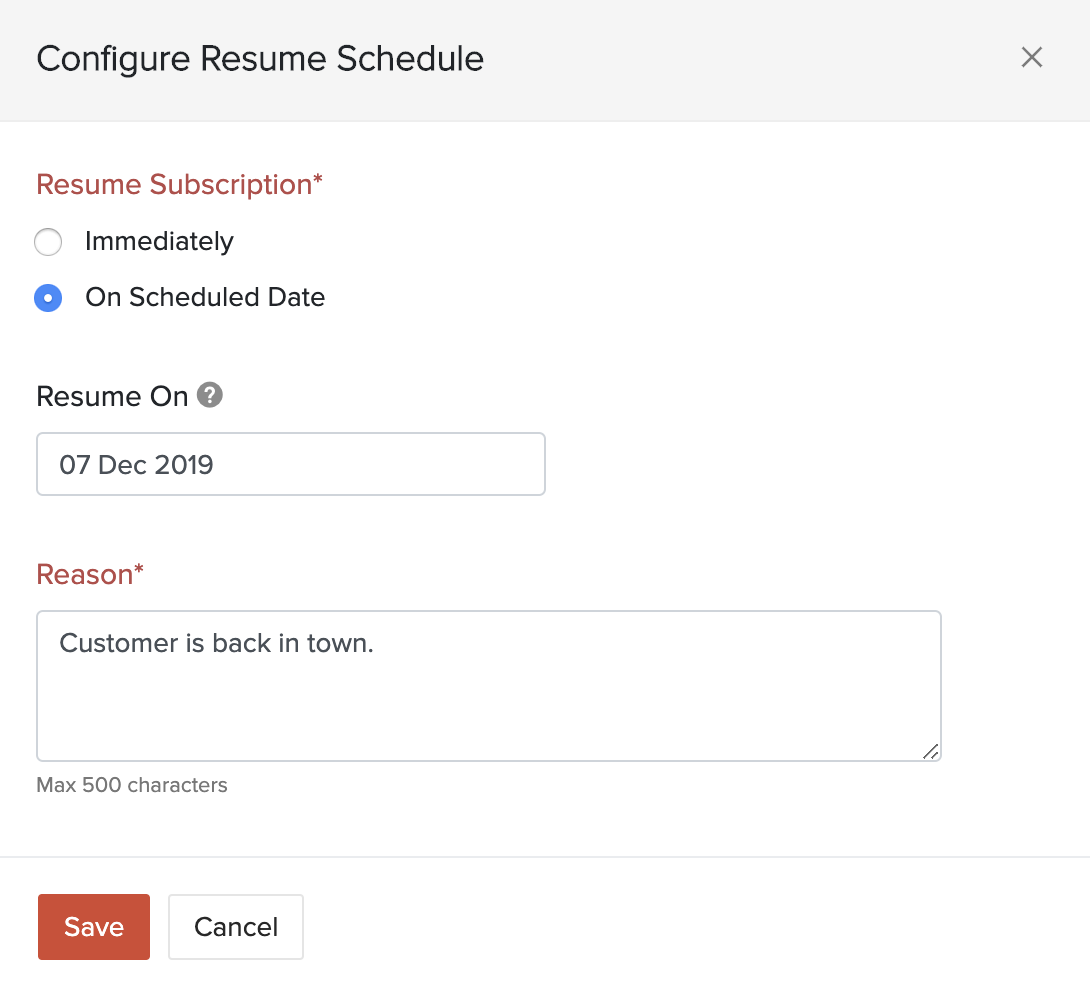 Configure Resume Schedule
Resume Subscription*
Immediately
On Scheduled Date
Resume On ?
07 Dec 2019
Reason*
Customer is back in town.
Max 500 characters
Save Cancel